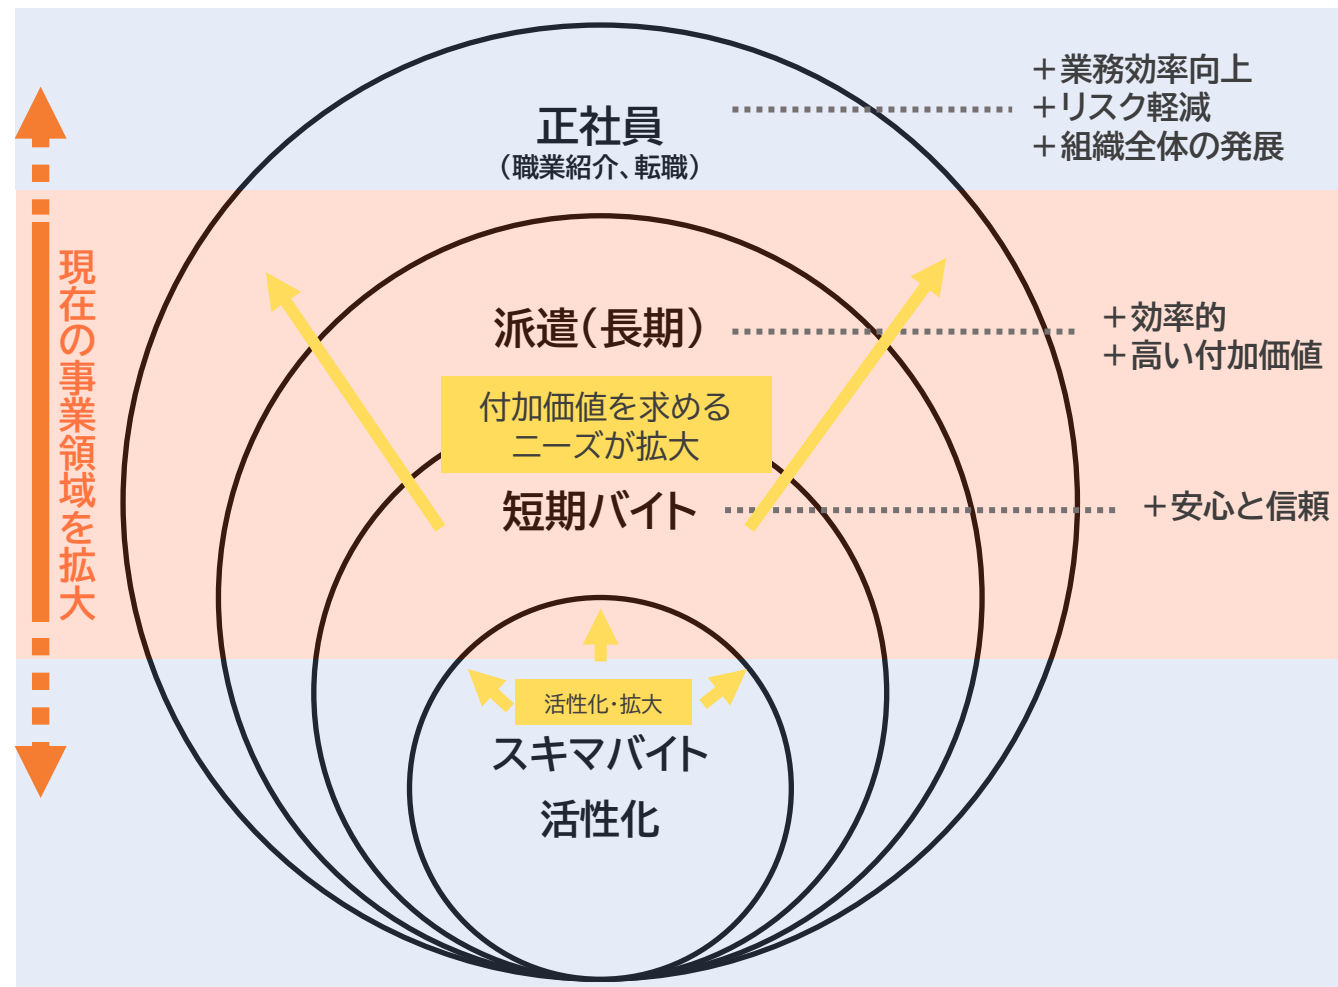 正社員
（職業紹介、転職）
＋業務効率向上
＋リスク軽減
＋組織全体の発展
現在の事業領域を拡大
派遣（長期）
＋効率的
＋高い付加価値
付加価値を求める
ニーズが拡大
短期バイト
＋安心と信頼
活性化・拡大
スキマバイト
活性化